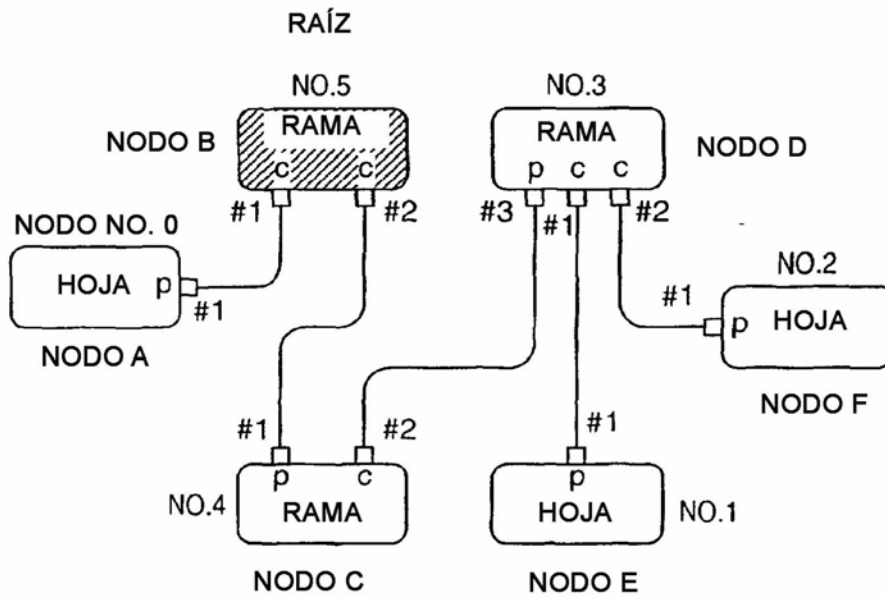 RAÍZ
NO.5
RAMA
c c
NODO B
#1 #2
NO.3
RAMA
p c c
NODO D
#3 #1 #2
NODO NO. 0
HOJA p
#1
NODO A
NO.2
#1
p HOJA
NODO F
#1 #2
p c
NO.4
RAMA
NODO C
#1
p
HOJA
NO.1
NODO E